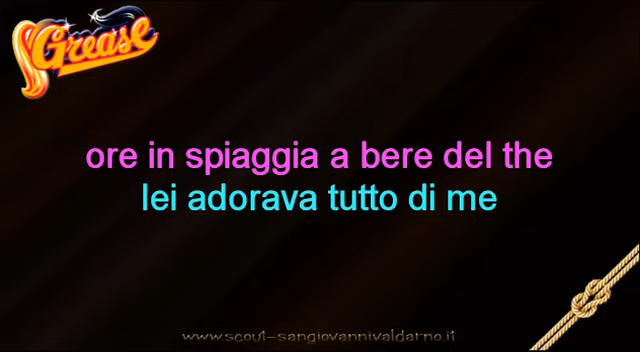 Grease
ore in spiaggia a bere del the
lei adorava tutto di me
www.scout-sangiovannivaldarno.it